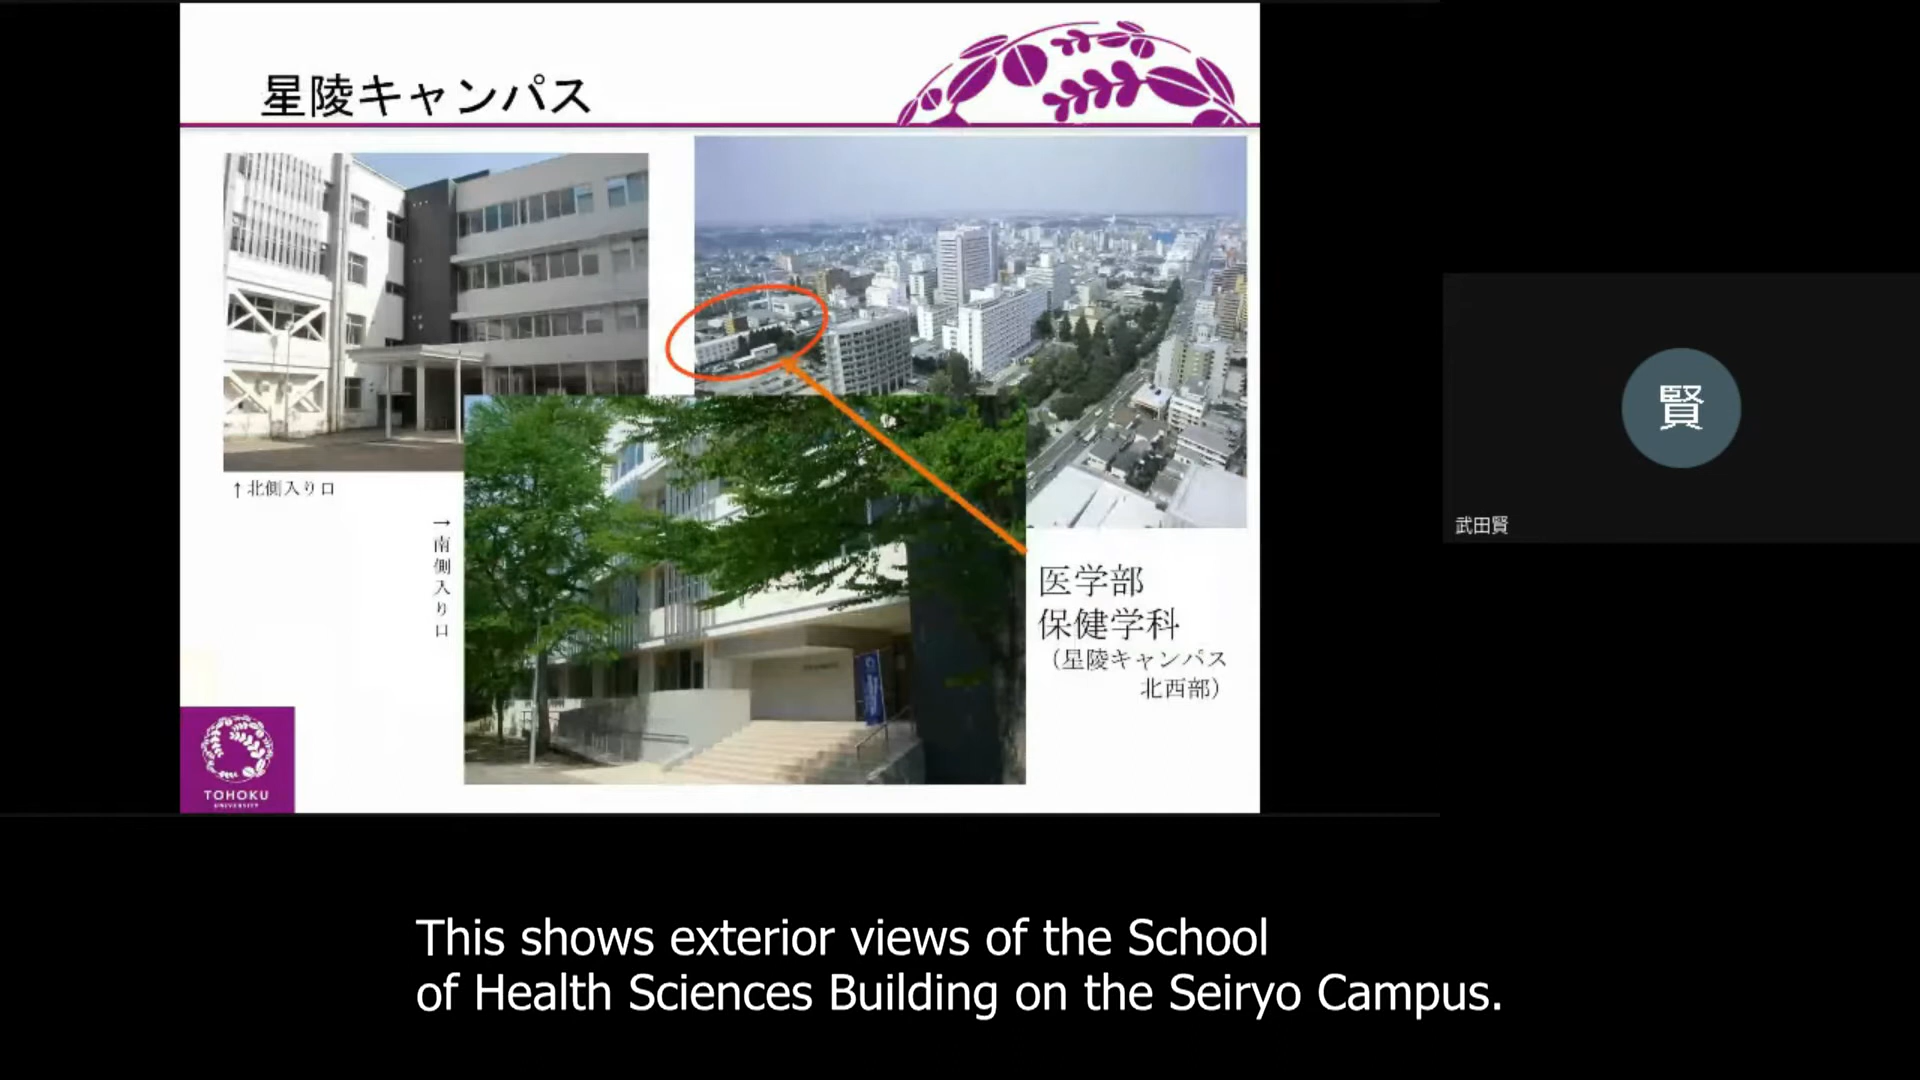 星陵キャンパス
↑北側入り口
→南側入り口
医学部
保健学科
（星陵キャンパス
北西部）
TOHOKU
UNIVERSITY
賢
武田賢
This shows exterior views of the School
of Health Sciences Building on the Seiryo Campus.